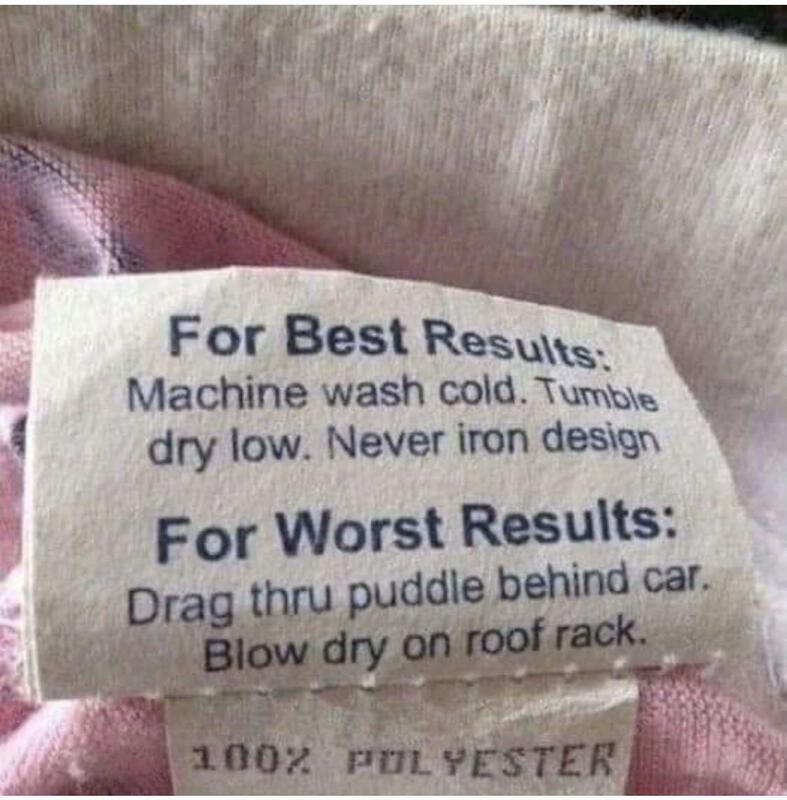 For Best Results:
Machine wash cold. Tumble
dry low. Never iron design
For Worst Results:
Drag thru puddle behind car.
Blow dry on roof rack.
100% POLYESTER